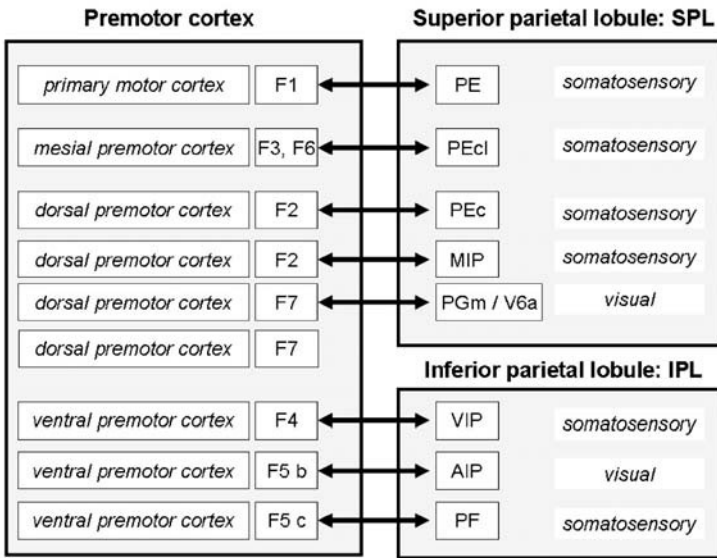 Premotor cortex
Superior parietal lobule: SPL
primary motor cortex F1 PE somatosensory
mesial premotor cortex F3, F6 PEcI somatosensory
dorsal premotor cortex F2 PEc somatosensory
dorsal premotor cortex F2 MIP somatosensory
dorsal premotor cortex F7 PGm / V6a visual
dorsal premotor cortex F7
Inferior parietal lobule: IPL
ventral premotor cortex F4 VIP somatosensory
ventral premotor cortex F5 b AIP visual
ventral premotor cortex F5 c PF somatosensory